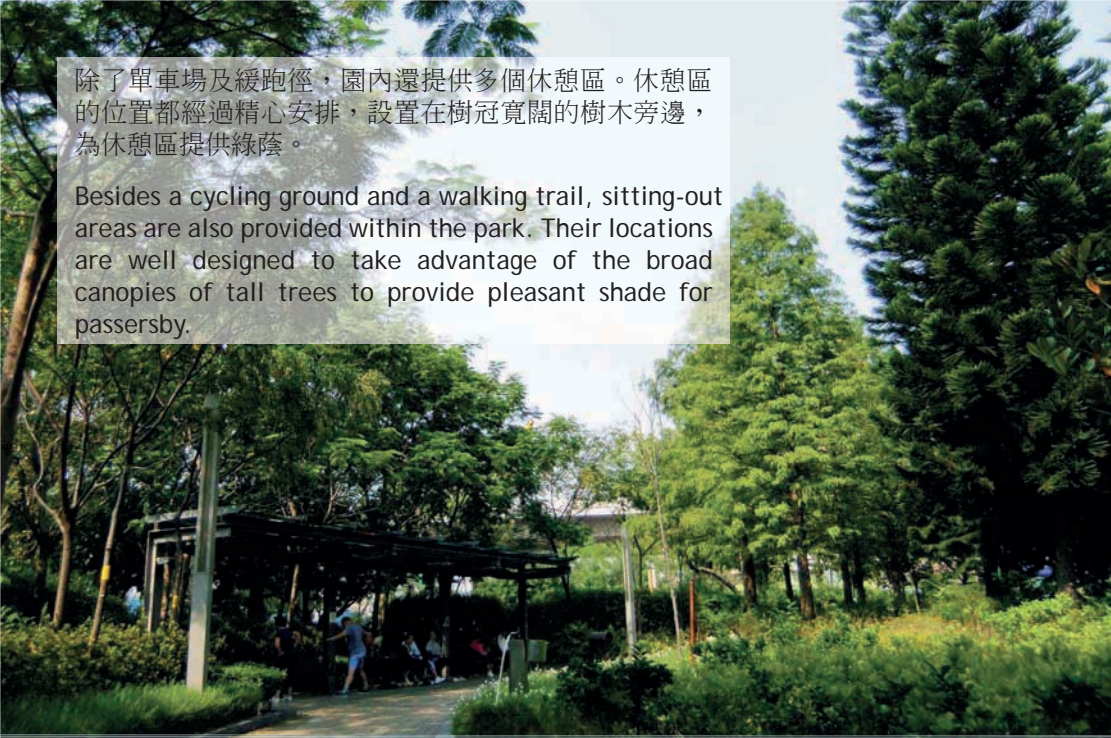 除了單車場及緩跑徑，園內還提供多個休憩區。休憩區
的位置都經過精心安排，設置在樹冠寬闊的樹木旁邊，
為休憩區提供綠蔭。
Besides a cycling ground and a walking trail, sitting-out
areas are also provided within the park. Their locations
are well designed to take advantage of the broad
canopies of tall trees to provide pleasant shade for
passersby.